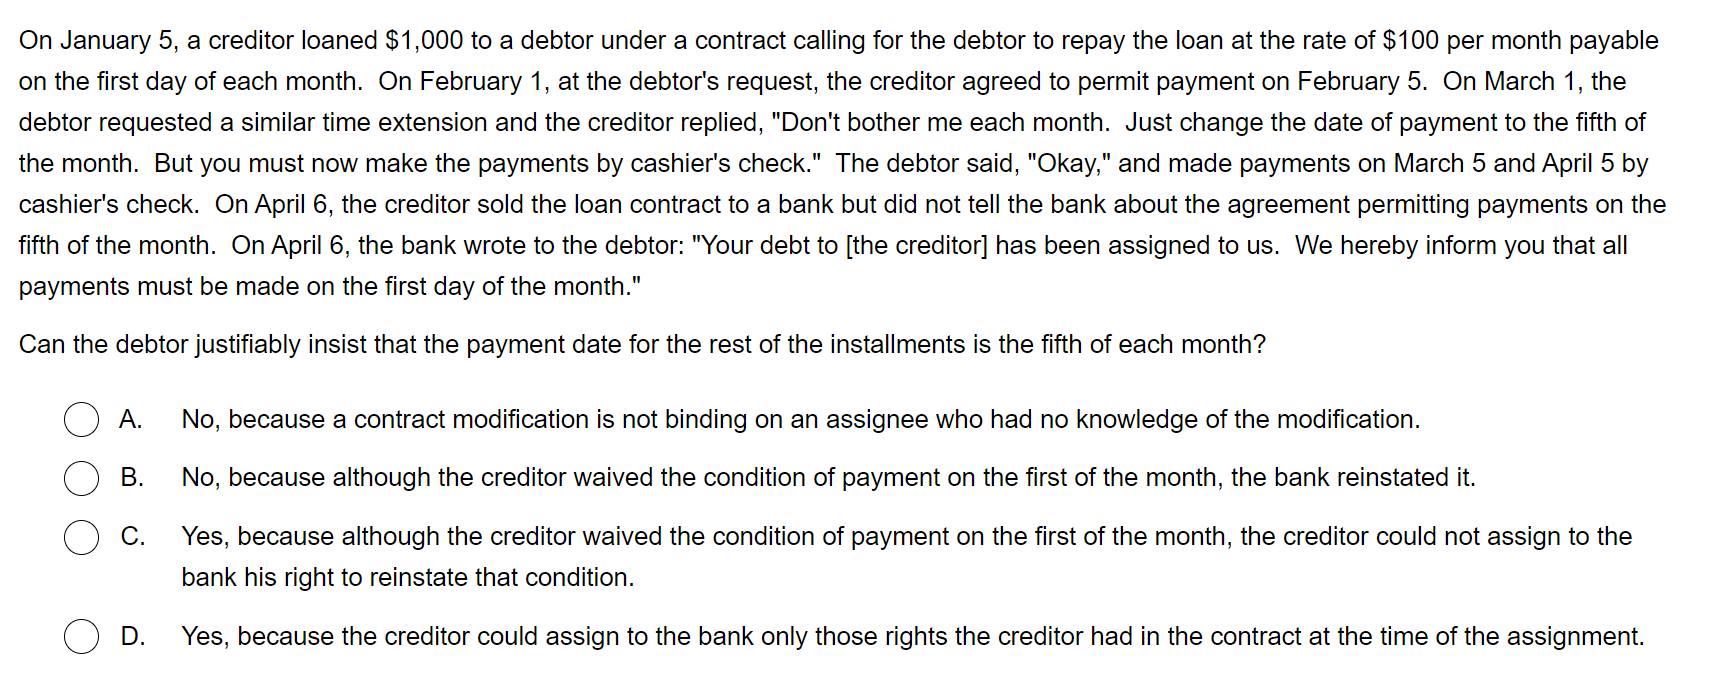 On January 5, a creditor loaned $1,000 to a debtor under a contract calling for the debtor to repay the loan at the rate of $100 per month payable
on the first day of each month.  On February 1, at the debtor's request, the creditor agreed to permit payment on February 5.  On March 1, the
debtor requested a similar time extension and the creditor replied, "Don't bother me each month.  Just change the date of payment to the fifth of
the month.  But you must now make the payments by cashier's check."  The debtor said, "Okay," and made payments on March 5 and April 5 by
cashier's check.  On April 6, the creditor sold the loan contract to a bank but did not tell the bank about the agreement permitting payments on the
fifth of the month.  On April 6, the bank wrote to the debtor: "Your debt to [the creditor] has been assigned to us.  We hereby inform you that all
payments must be made on the first day of the month."
Can the debtor justifiably insist that the payment date for the rest of the installments is the fifth of each month?
A. No, because a contract modification is not binding on an assignee who had no knowledge of the modification.
B. No, because although the creditor waived the condition of payment on the first of the month, the bank reinstated it.
C. Yes, because although the creditor waived the condition of payment on the first of the month, the creditor could not assign to the
bank his right to reinstate that condition.
D. Yes, because the creditor could assign to the bank only those rights the creditor had in the contract at the time of the assignment.